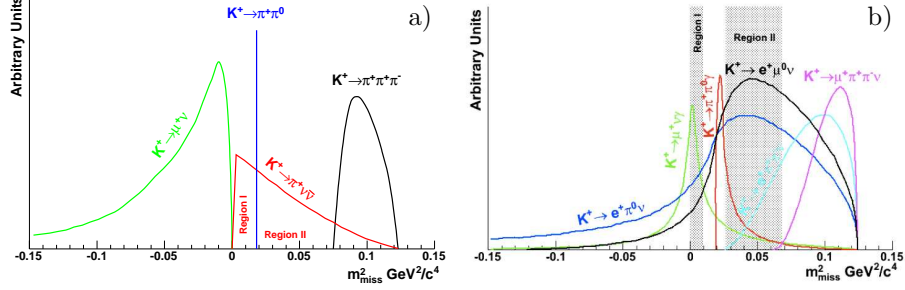 a)
K⁺→π⁺π⁰
Arbitrary Units
K⁺→π⁺π⁺π⁻
K⁺→μ⁺ν
K⁺→π⁺νν̄
Region I
Region II
-0.15 -0.1 -0.05 0 0.05 0.1 0.15
m²miss GeV²/c⁴
b)
Arbitrary Units
Region I
Region II
K⁺→e⁺μ⁰ν
K⁺→μ⁺π⁺π⁻ν
K⁺→π⁺π⁰γ
K⁺→μ⁺νγ
K⁺→e⁺π⁰ν
-0.15 -0.1 -0.05 0 0.05 0.1 0.15
m²miss GeV²/c⁴